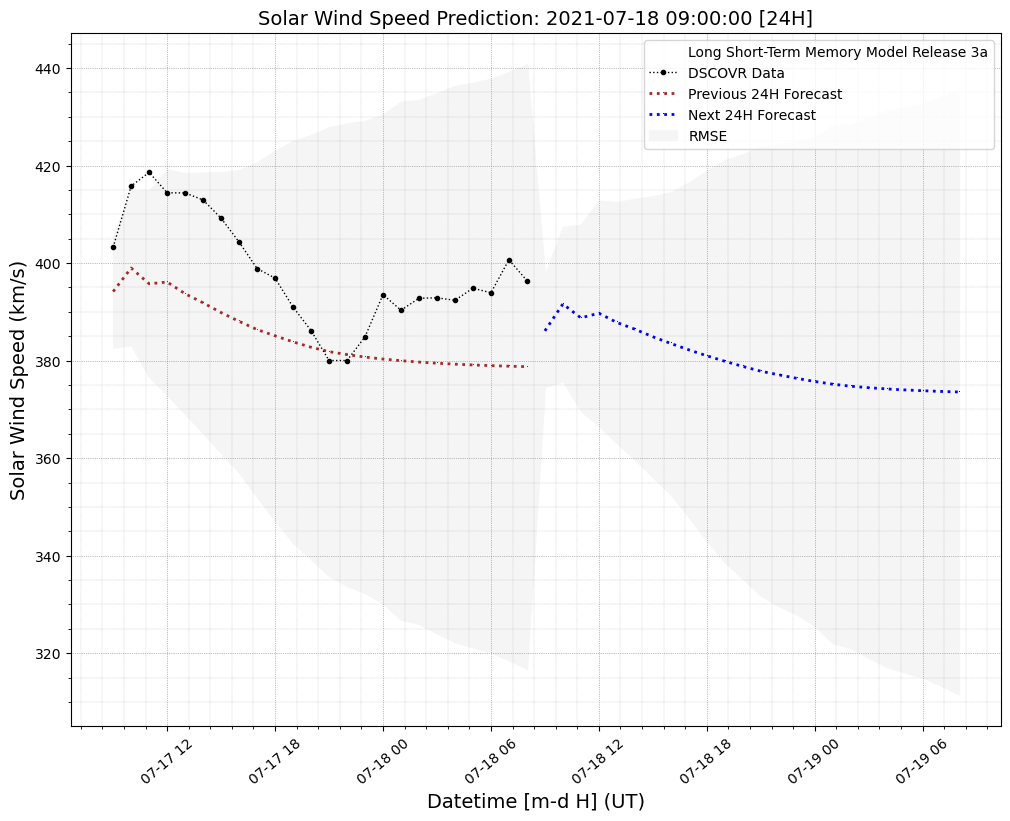 Solar Wind Speed Prediction: 2021-07-18 09:00:00 [24H]
Long Short-Term Memory Model Release 3a
DSCOVR Data
Previous 24H Forecast
Next 24H Forecast
RMSE
Solar Wind Speed (km/s)
440
420
400
380
360
340
320
07-17 12
07-17 18
07-18 00
07-18 06
07-18 12
07-18 18
07-19 00
07-19 06
Datetime [m-d H] (UT)